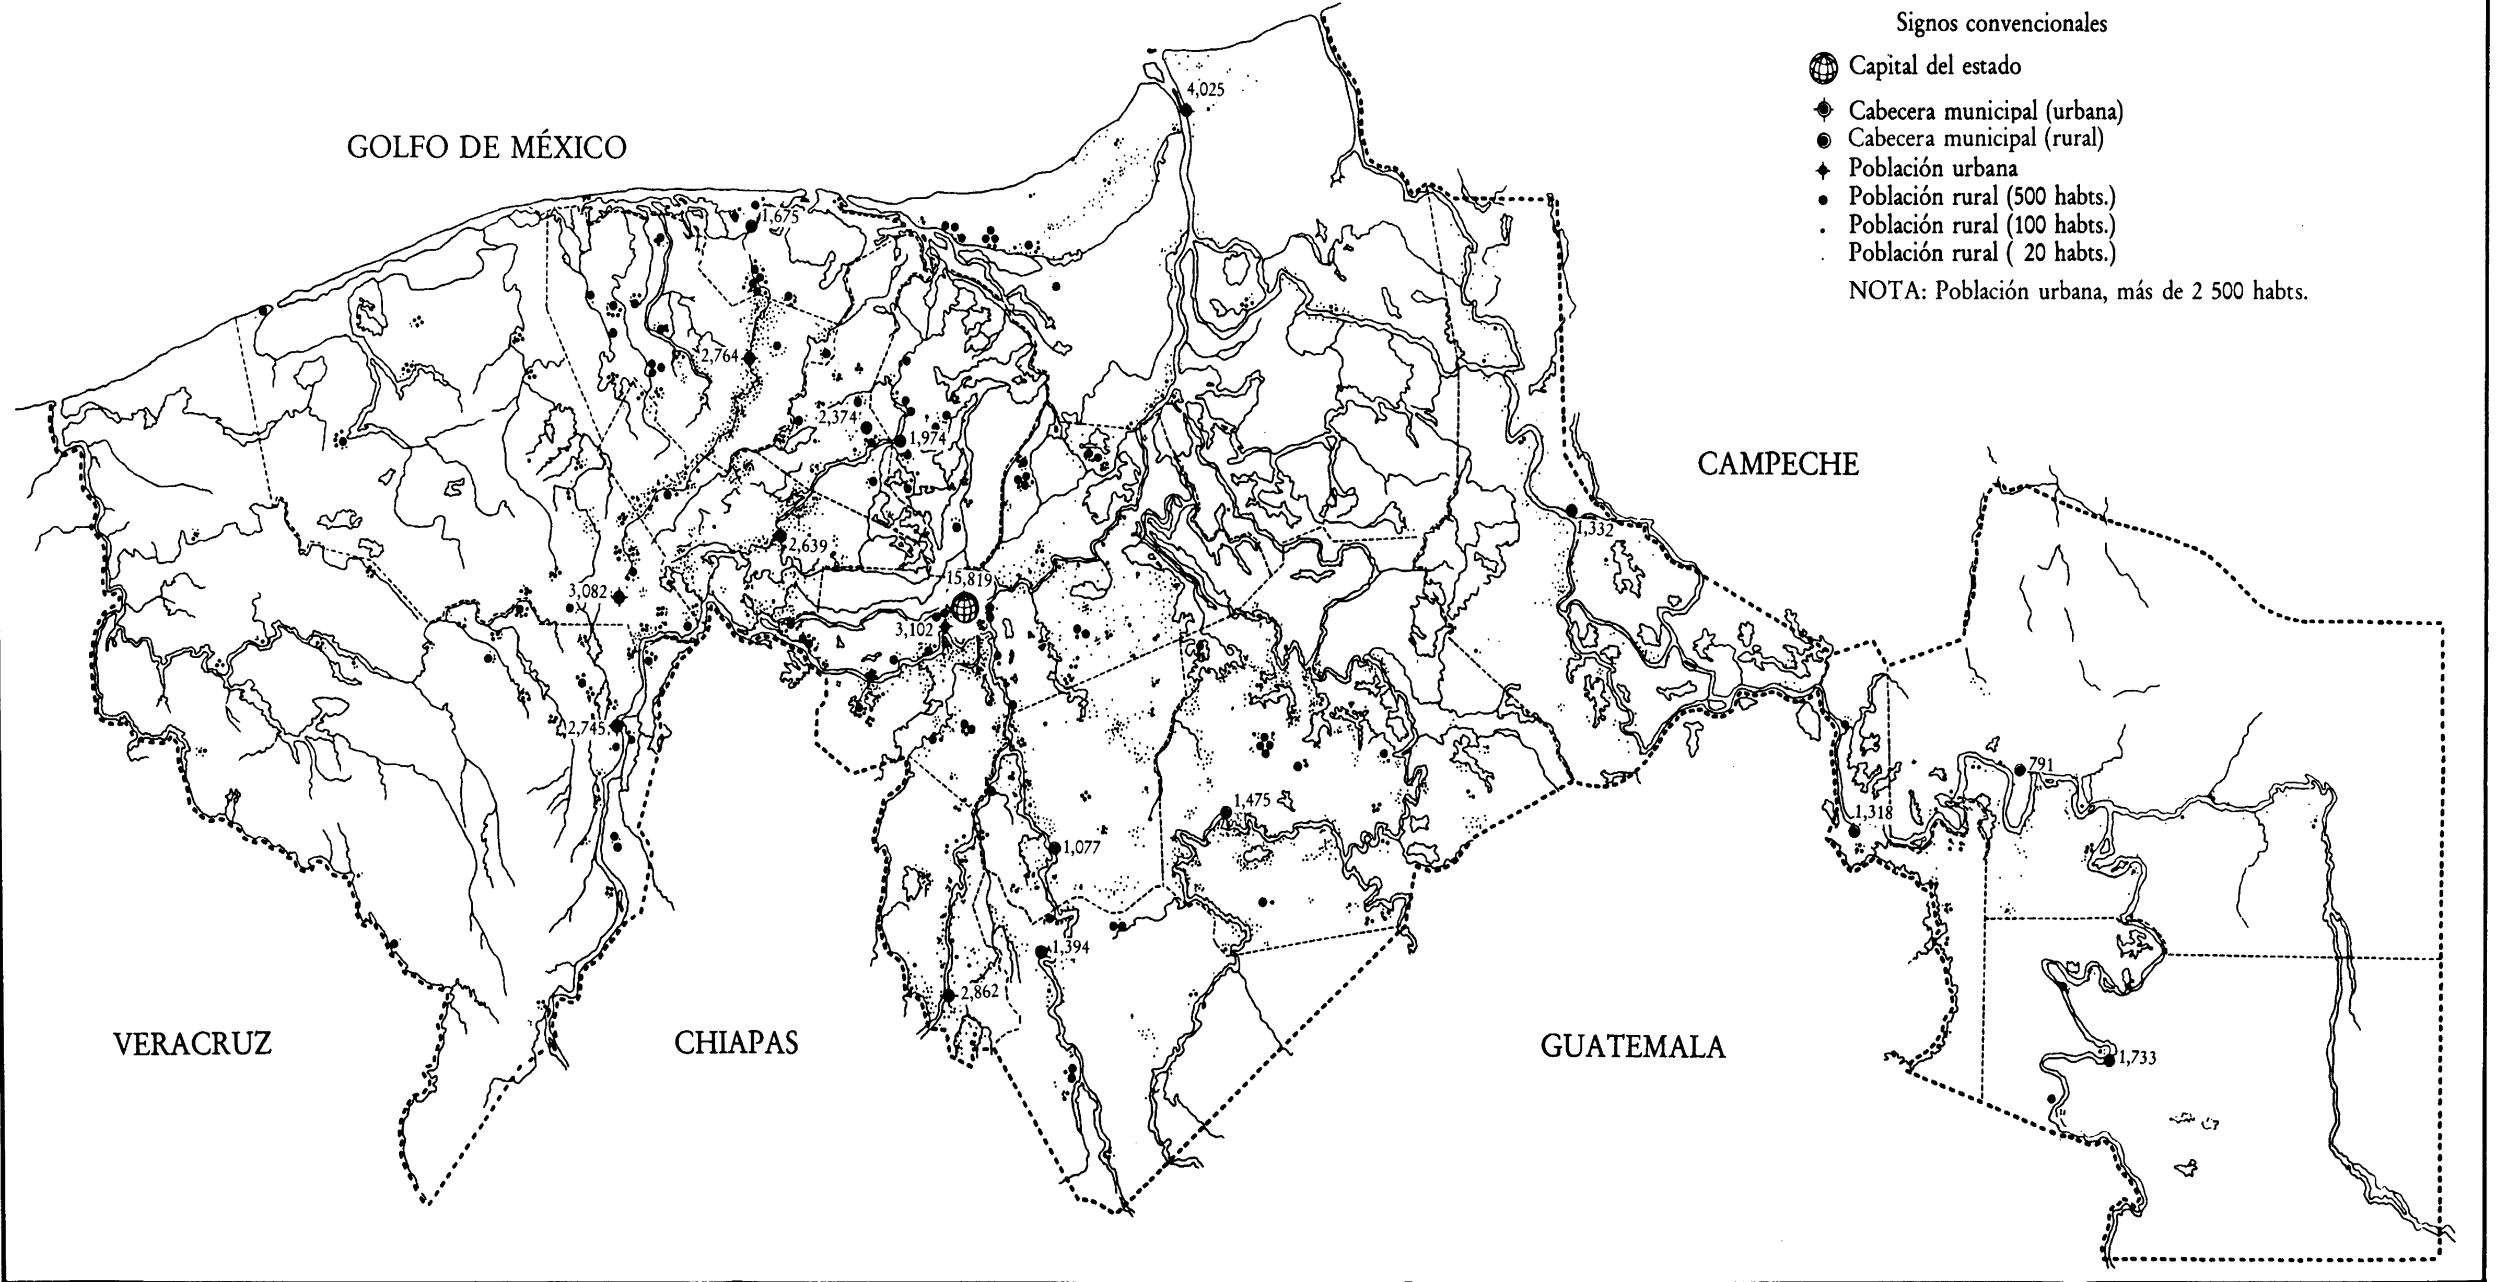 Signos convencionales
Capital del estado
Cabecera municipal (urbana)
Cabecera municipal (rural)
Población urbana
Población rural (500 habts.)
Población rural (100 habts.)
Población rural ( 20 habts.)
NOTA: Población urbana, más de 2 500 habts.
4,025
GOLFO DE MÉXICO
1,675
2,764
2,374
1,974
CAMPECHE
1,332
2,639
15,819
3,082
3,102
2,745
791
1,475
1,318
1,077
1,394
2,862
VERACRUZ
CHIAPAS
GUATEMALA
1,733